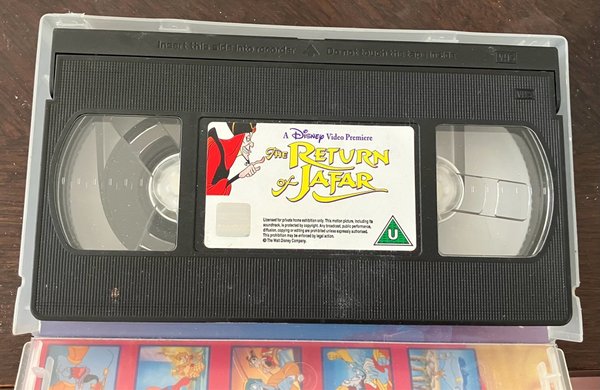 Insert this side into recorder Do not touch the tape inside
VHS
A Disney Video Premiere
The RETURN
of JAFAR
Licensed for private home exhibition only. This motion picture, including its
soundtrack, is protected by copyright. Any broadcast, public performance,
diffusion, copying or editing are prohibited unless expressly authorised.
This prohibition may be enforced by legal action.
© The Walt Disney Company.
U